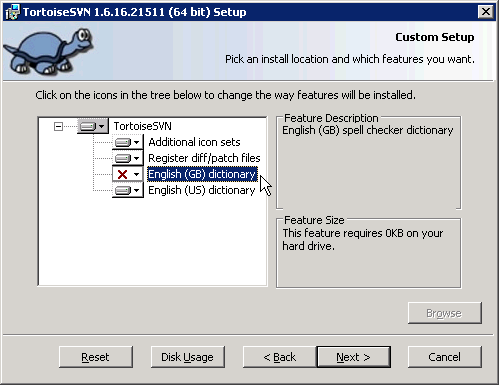 TortoiseSVN 1.6.16.21511 (64 bit) Setup
Custom Setup
Pick an install location and which features you want.
Click on the icons in the tree below to change the way features will be installed.
TortoiseSVN
Additional icon sets
Register diff/patch files
English (GB) dictionary
English (US) dictionary
Feature Description
English (GB) spell checker dictionary
Feature Size
This feature requires 0KB on your
hard drive.
Browse
Reset
Disk Usage
< Back
Next >
Cancel